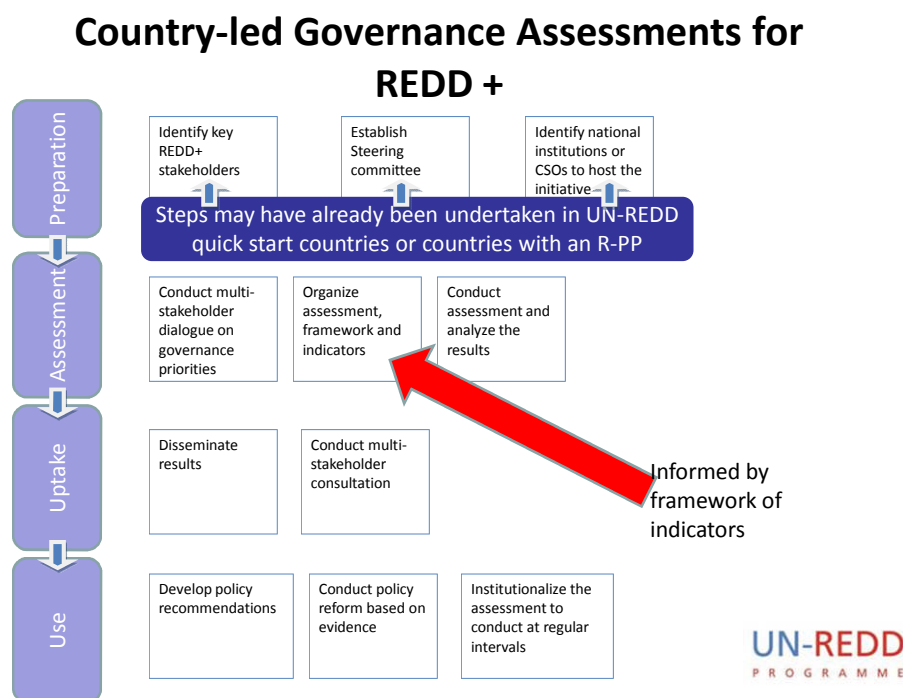 Country-led Governance Assessments for
REDD +
Preparation
Identify key
REDD+
stakeholders
Establish
Steering
committee
Identify national
institutions or
CSOs to host the
initiative
Steps may have already been undertaken in UN-REDD
quick start countries or countries with an R-PP
Assessment
Conduct multi-
stakeholder
dialogue on
governance
priorities
Organize
assessment,
framework and
indicators
Conduct
assessment and
analyze the
results
Informed by
framework of
indicators
Uptake
Disseminate
results
Conduct multi-
stakeholder
consultation
Use
Develop policy
recommendations
Conduct policy
reform based on
evidence
Institutionalize the
assessment to
conduct at regular
intervals
UN-REDD
PROGRAMME